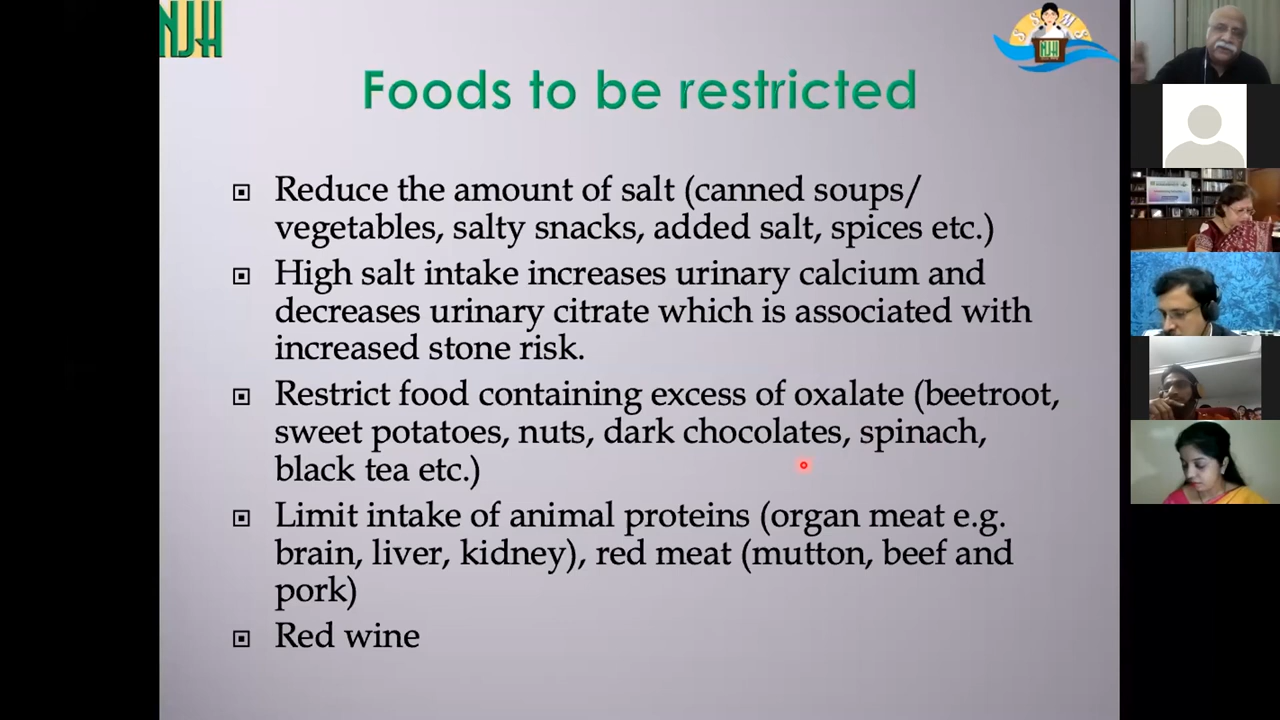 NJH
S S M S
NJH
Foods to be restricted
Reduce the amount of salt (canned soups/
vegetables, salty snacks, added salt, spices etc.)
High salt intake increases urinary calcium and
decreases urinary citrate which is associated with
increased stone risk.
Restrict food containing excess of oxalate (beetroot,
sweet potatoes, nuts, dark chocolates, spinach,
black tea etc.)
Limit intake of animal proteins (organ meat e.g.
brain, liver, kidney), red meat (mutton, beef and
pork)
Red wine